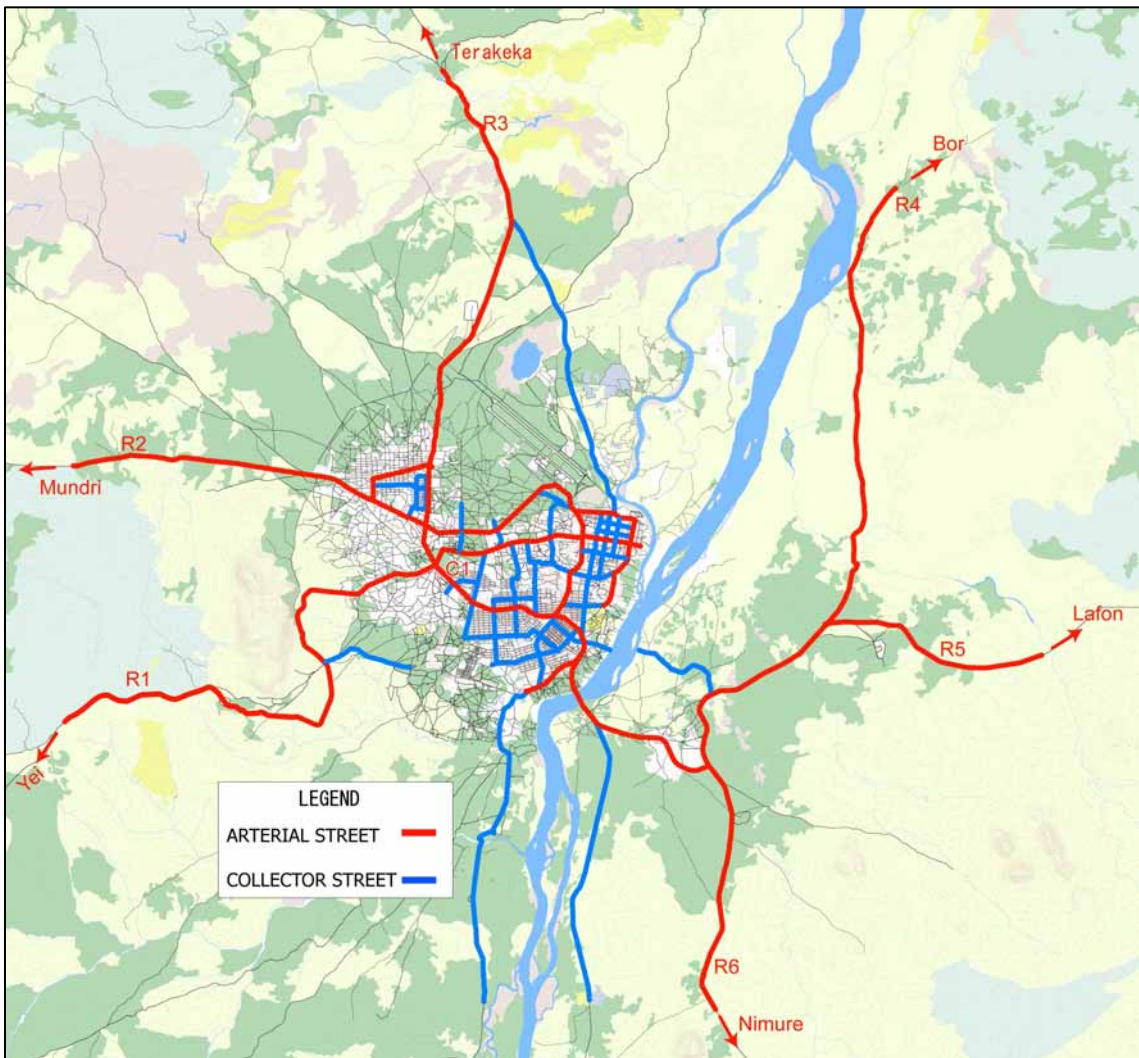 Terakeka
R3
Bor
R4
R2
Mundri
C1
Lafon
R5
R1
Yei
LEGEND
ARTERIAL STREET
COLLECTOR STREET
R6
Nimure